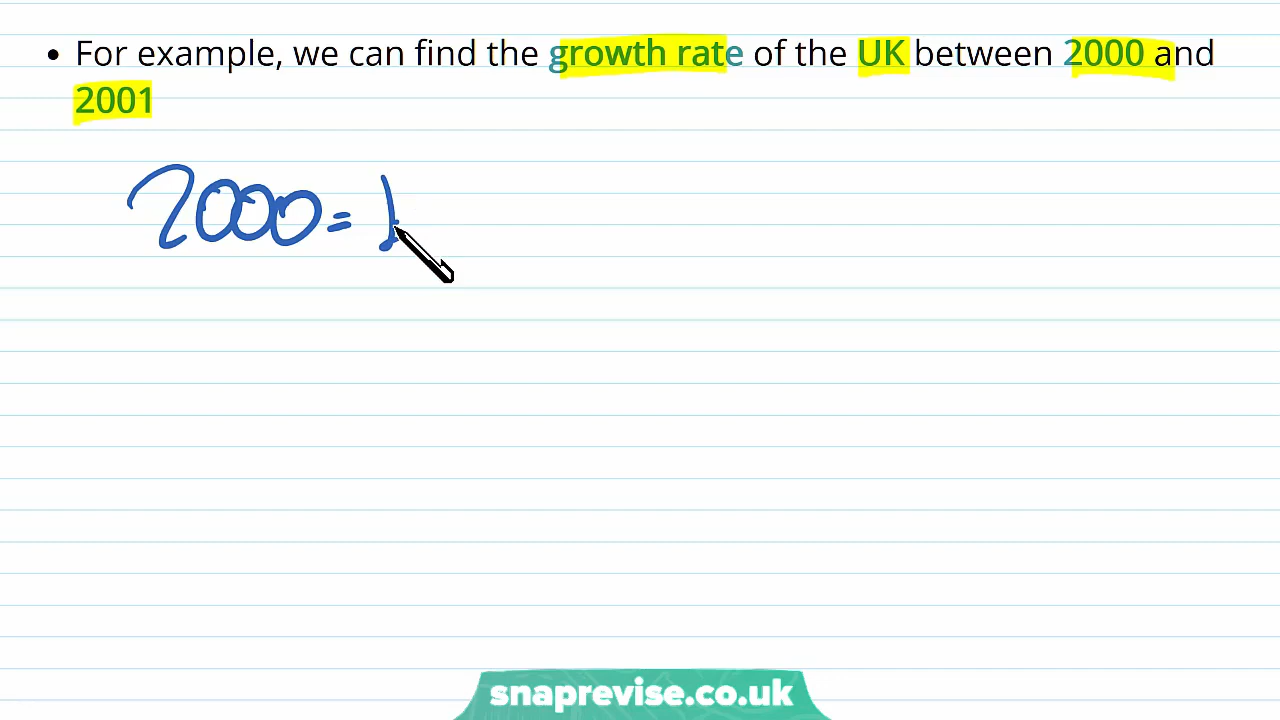 • For example, we can find the growth rate of the UK between 2000 and
2001
2000 =
snaprevise.co.uk